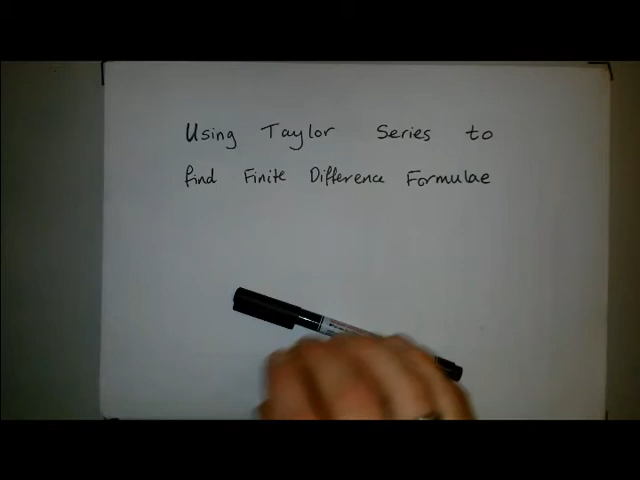 Using Taylor Series to
find Finite Difference Formulae